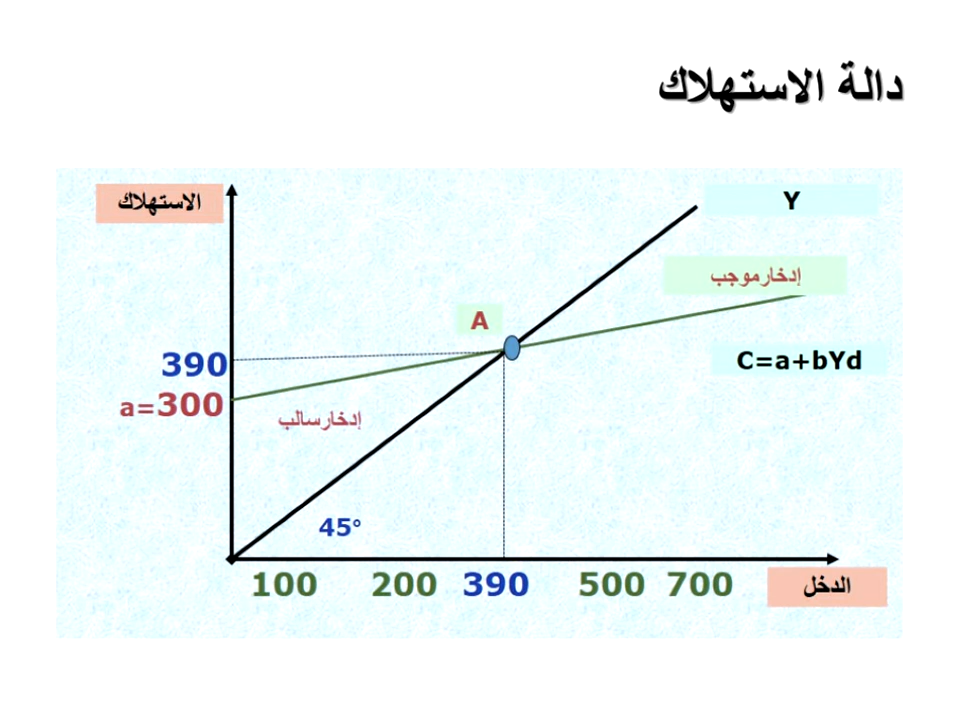 دالة الاستهلاك
الاستهلاك
Y
إدخارموجب
A
390
C=a+bYd
a=300
إدخارسالب
45°
100 200 390 500 700
الدخل